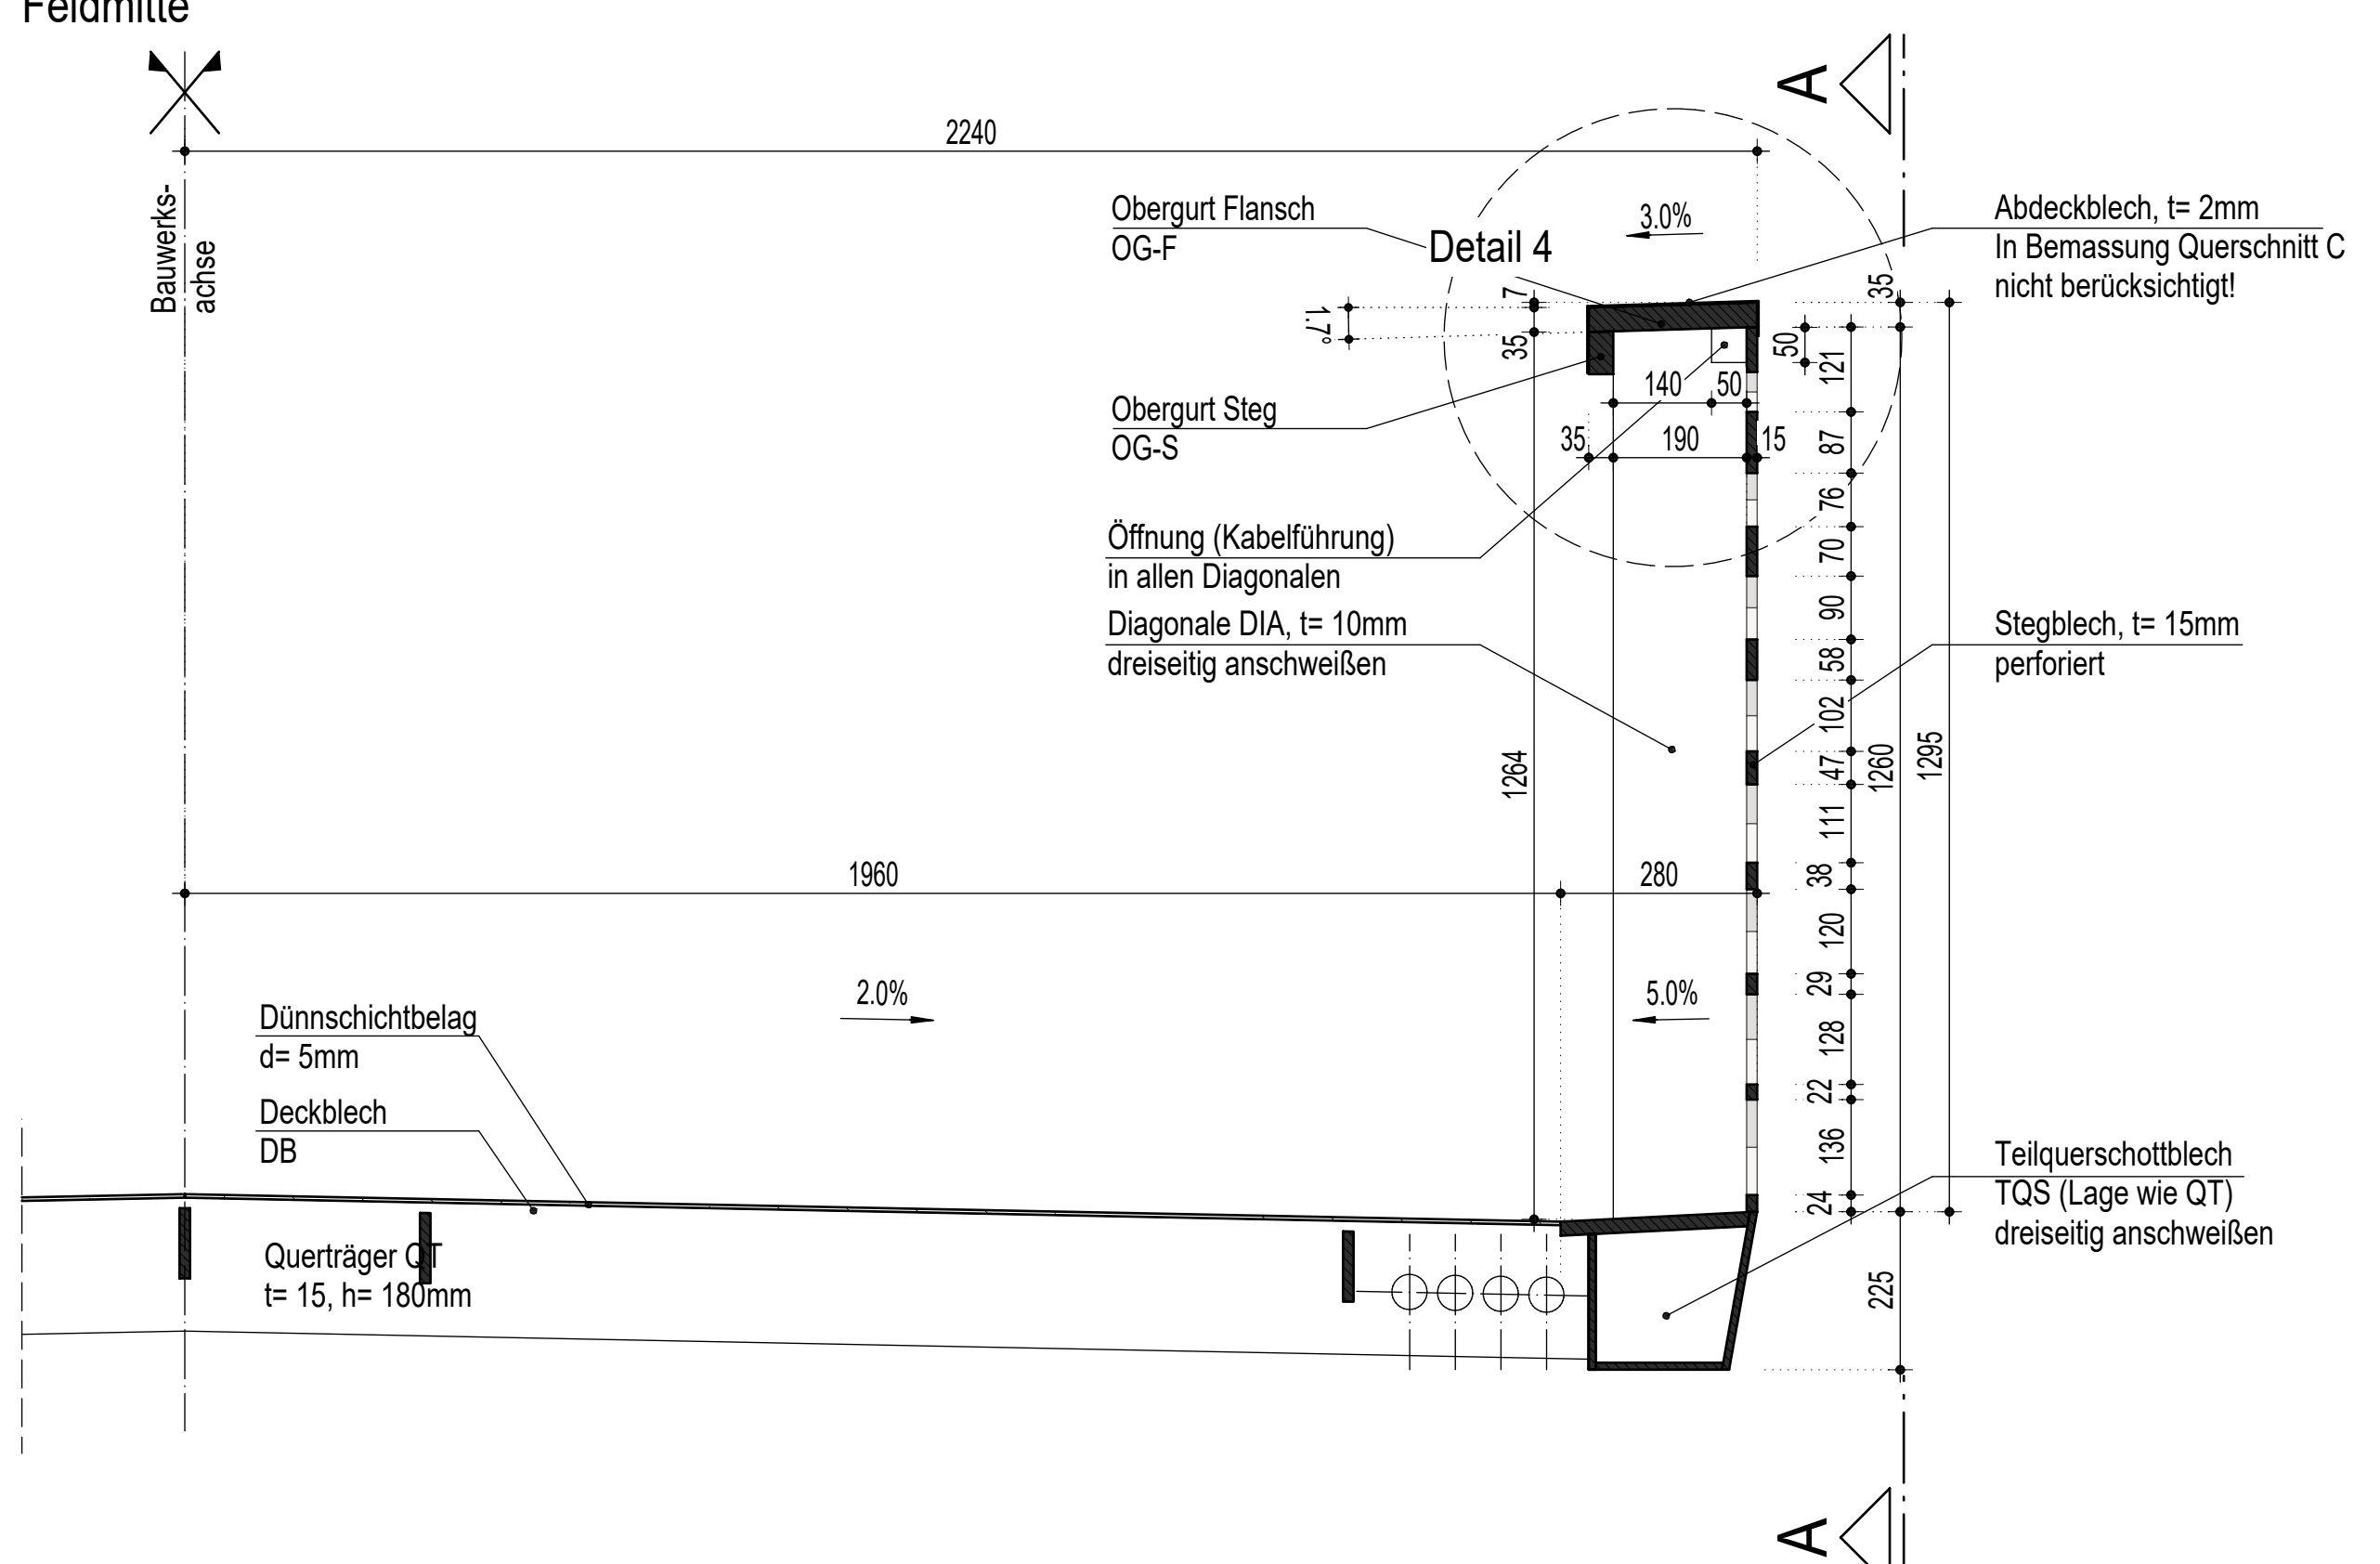 Feldmitte
A
2240
Bauwerks-
achse
Obergurt Flansch
OG-F
Detail 4
3.0%
Abdeckblech, t= 2mm
In Bemassung Querschnitt C
nicht berücksichtigt!
35
7
1.7°
35
50
121
140
50
Obergurt Steg
OG-S
35
190
15
87
76
Öffnung (Kabelführung)
in allen Diagonalen
70
90
Diagonale DIA, t= 10mm
dreiseitig anschweißen
Stegblech, t= 15mm
perforiert
58
102
1264
47
1260
1295
111
1960
280
38
120
2.0%
5.0%
29
Dünnschichtbelag
d= 5mm
128
Deckblech
DB
22
136
Teilquerschottblech
TQS (Lage wie QT)
dreiseitig anschweißen
24
Querträger QT
t= 15, h= 180mm
225
A